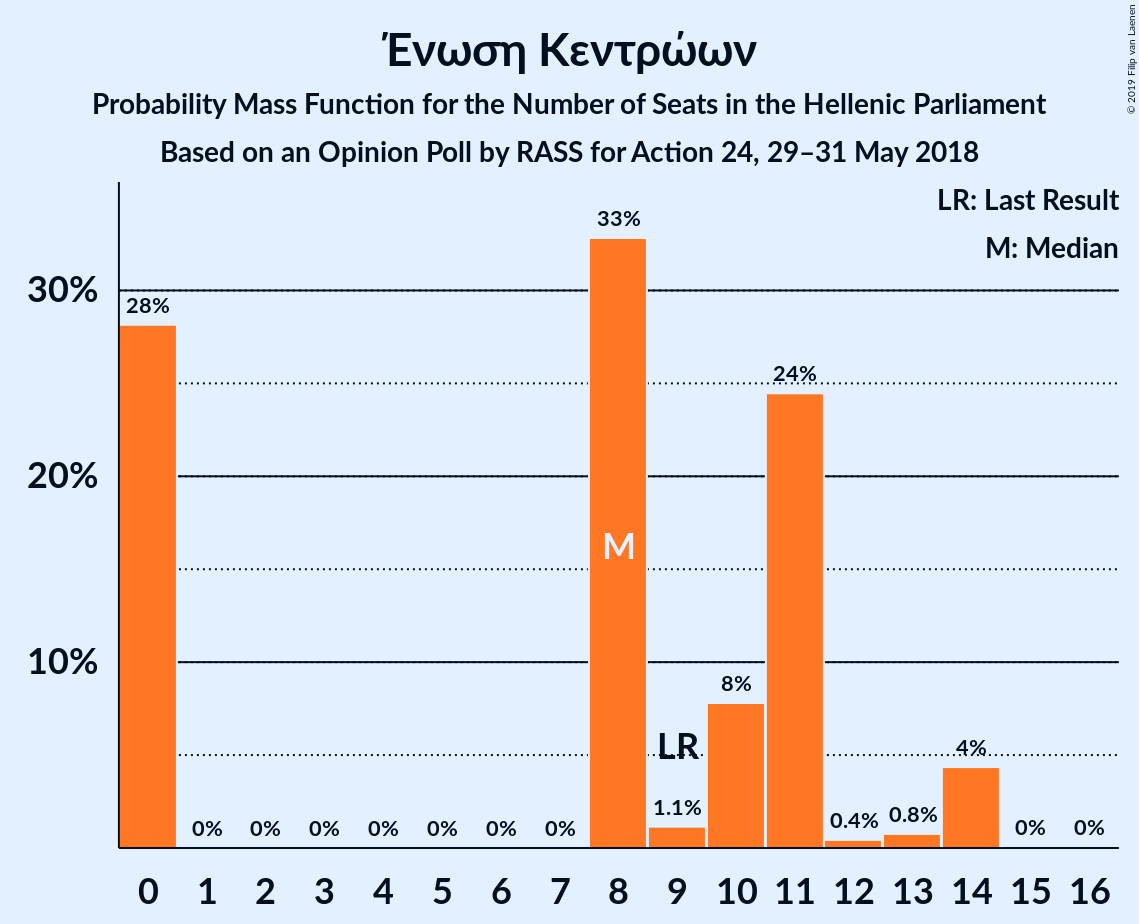 Ένωση Κεντρώων
Probability Mass Function for the Number of Seats in the Hellenic Parliament
Based on an Opinion Poll by RASS for Action 24, 29–31 May 2018
© 2019 Filip van Laenen
LR: Last Result
M: Median
30%
20%
10%
28%
0%
0%
0%
0%
0%
0%
0%
33%
1.1%
8%
24%
0.4%
0.8%
4%
0%
0%
M
LR
0 1 2 3 4 5 6 7 8 9 10 11 12 13 14 15 16